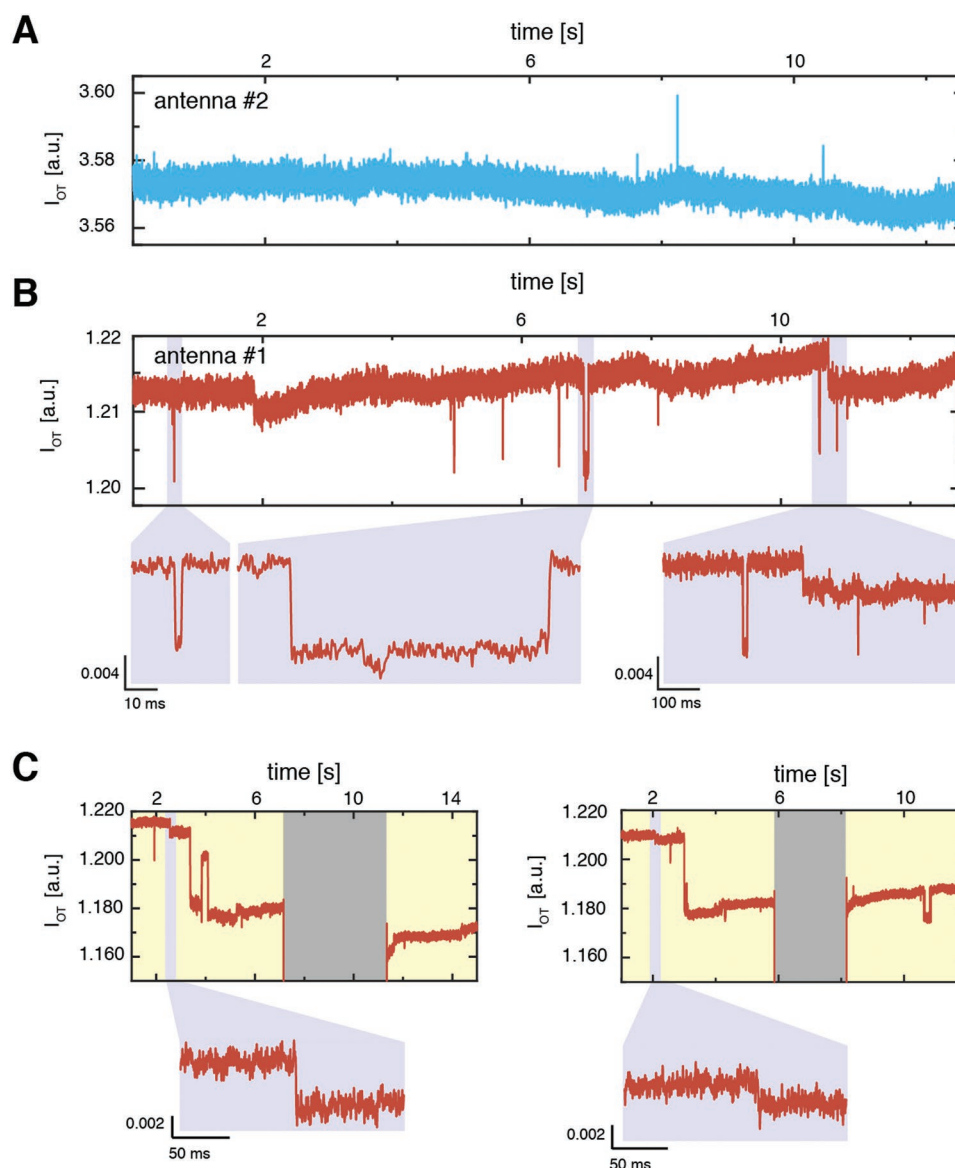 A
time [s]
2 6 10
antenna #2
3.60
3.58
3.56
I_OT [a.u.]
B
time [s]
2 6 10
antenna #1
1.22
1.21
1.20
I_OT [a.u.]
0.004
10 ms
0.004
100 ms
C
time [s]
2 6 10 14
1.220
1.200
1.180
1.160
I_OT [a.u.]
0.002
50 ms
time [s]
2 6 10
1.220
1.200
1.180
1.160
I_OT [a.u.]
0.002
50 ms